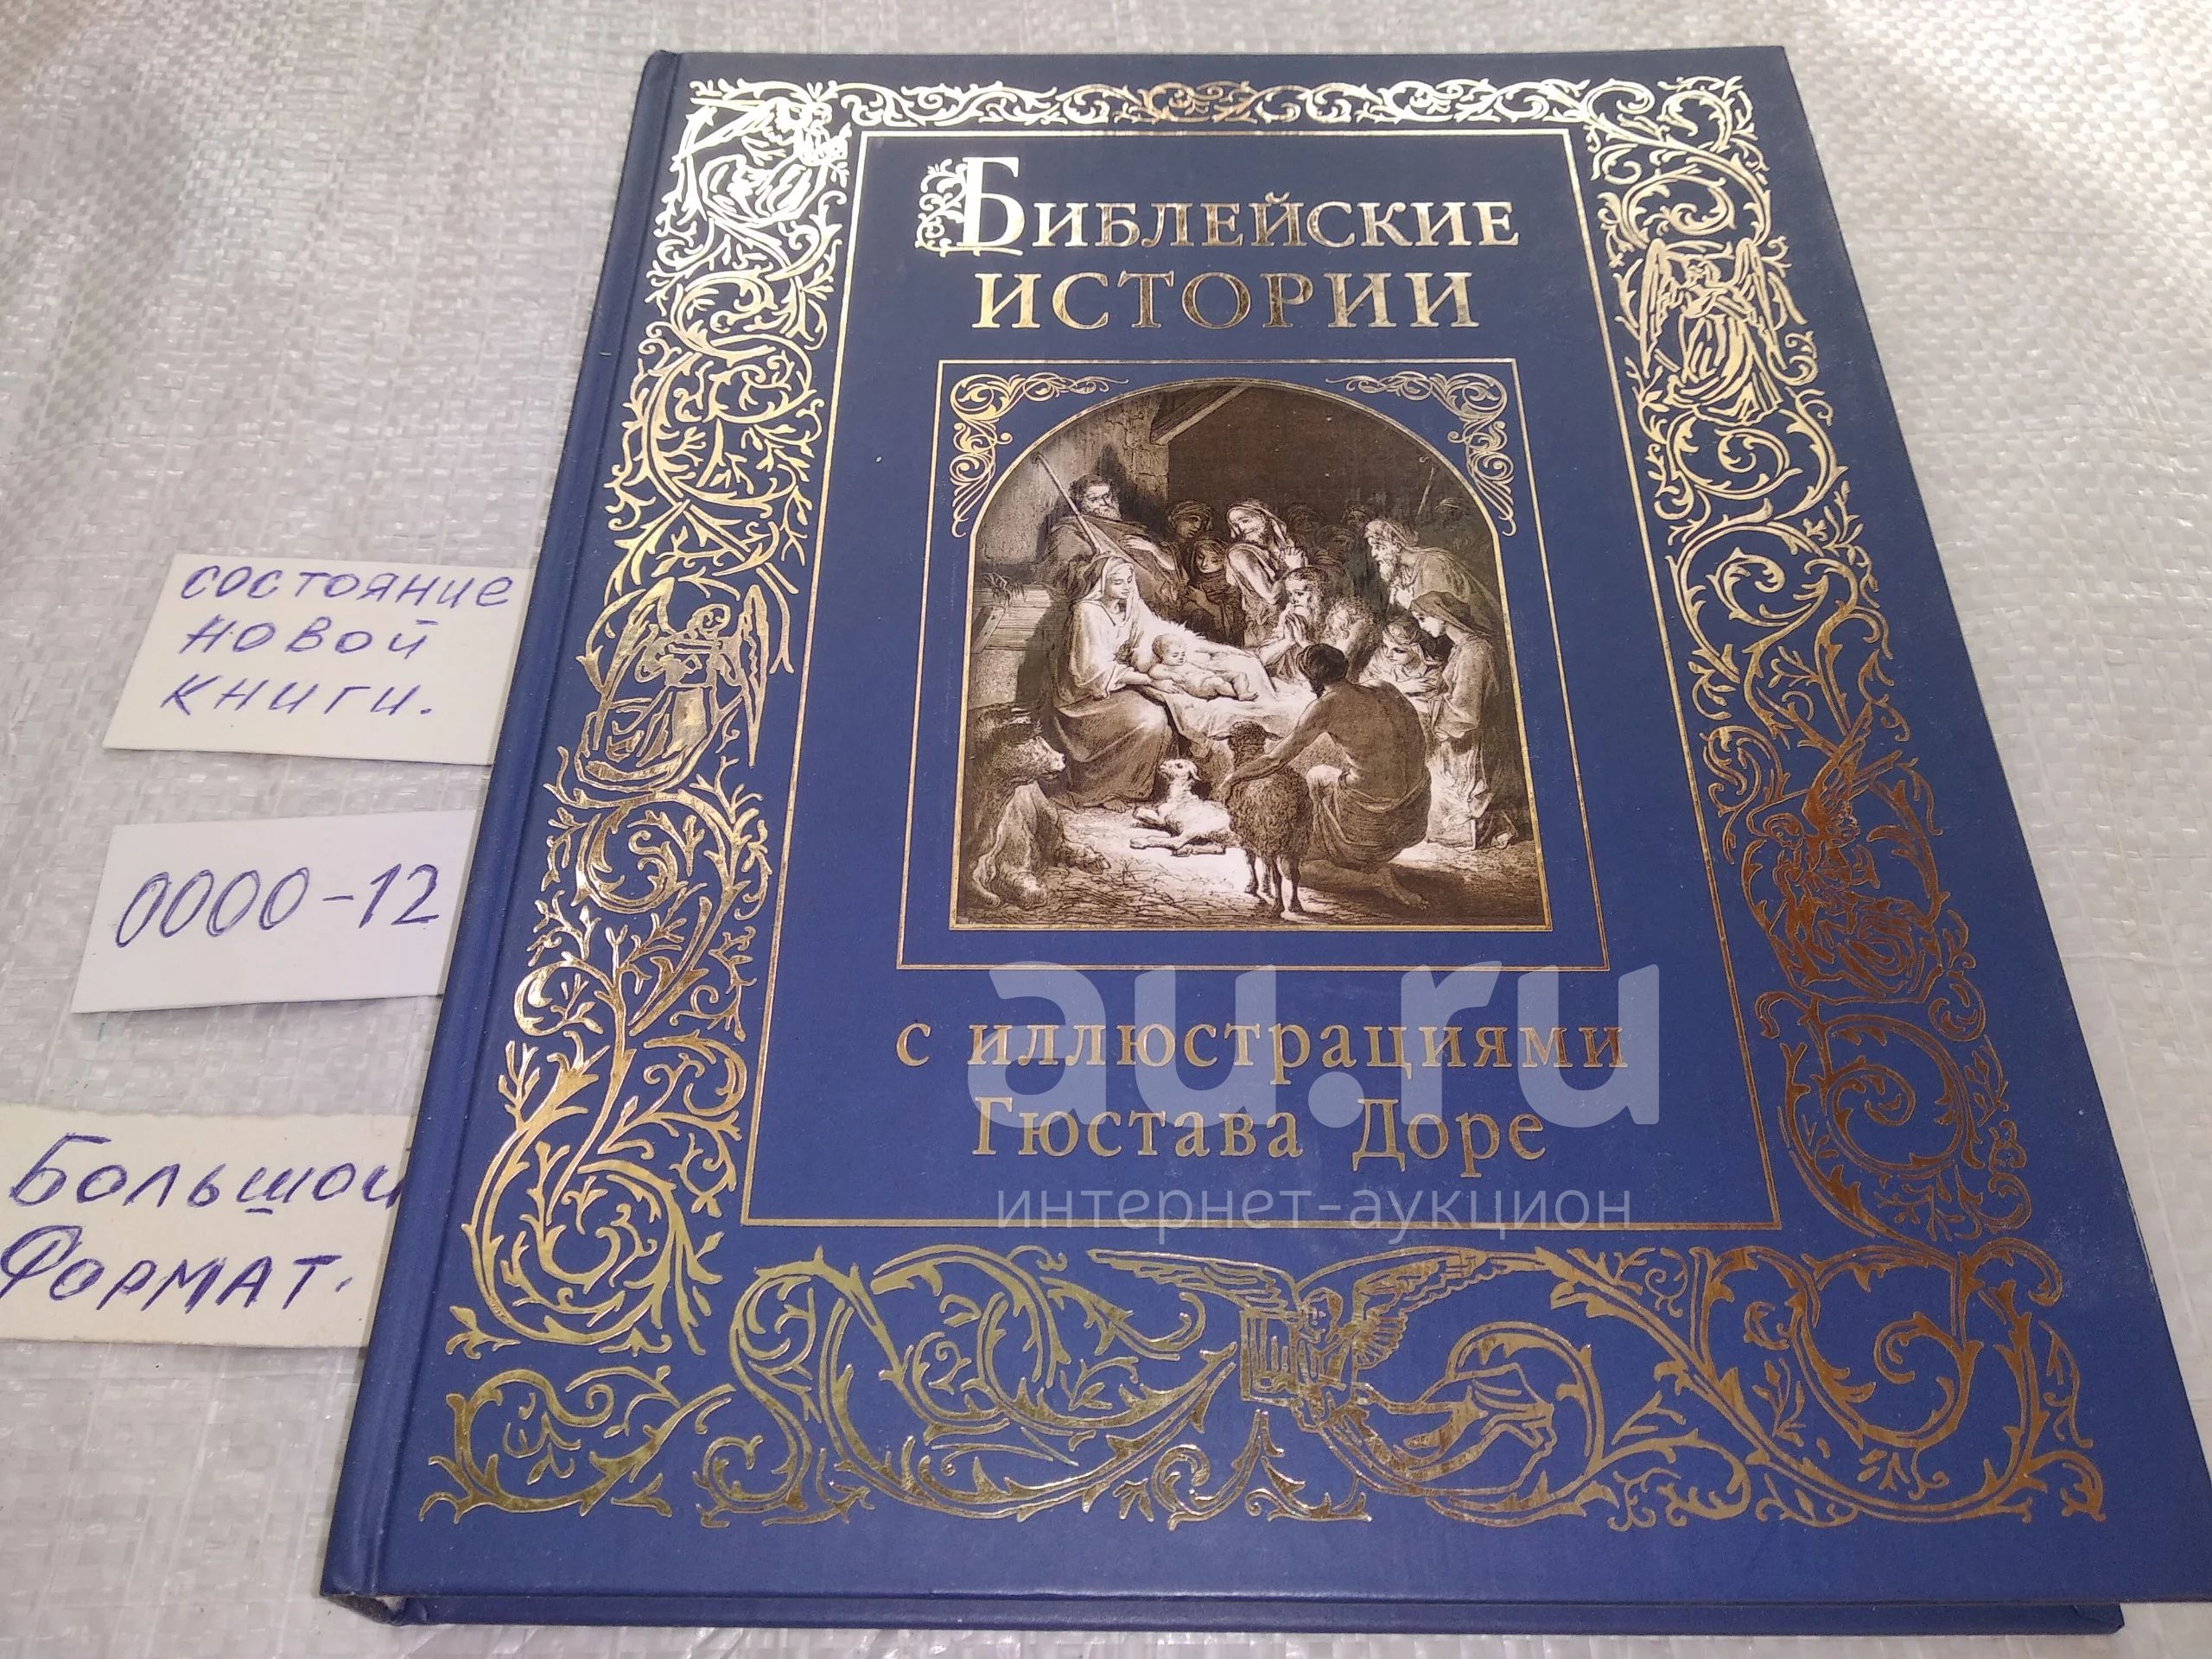 Библейские
истории
с иллюстрациями
Гюстава Доре
состояние
новой
книги.
0000-12
Большой
Формат.
au.ru
интернет-аукцион